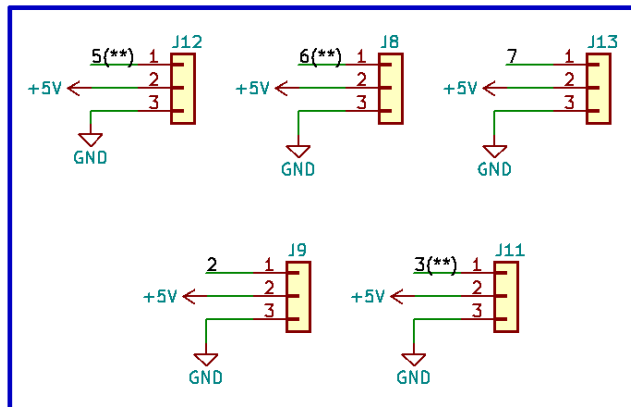 J12 J8 J13
5(**) 1 6(**) 1 7 1
+5V 2 +5V 2 +5V 2
3 3 3
GND GND GND
J9 J11
2 1 3(**) 1
+5V 2 +5V 2
3 3
GND GND